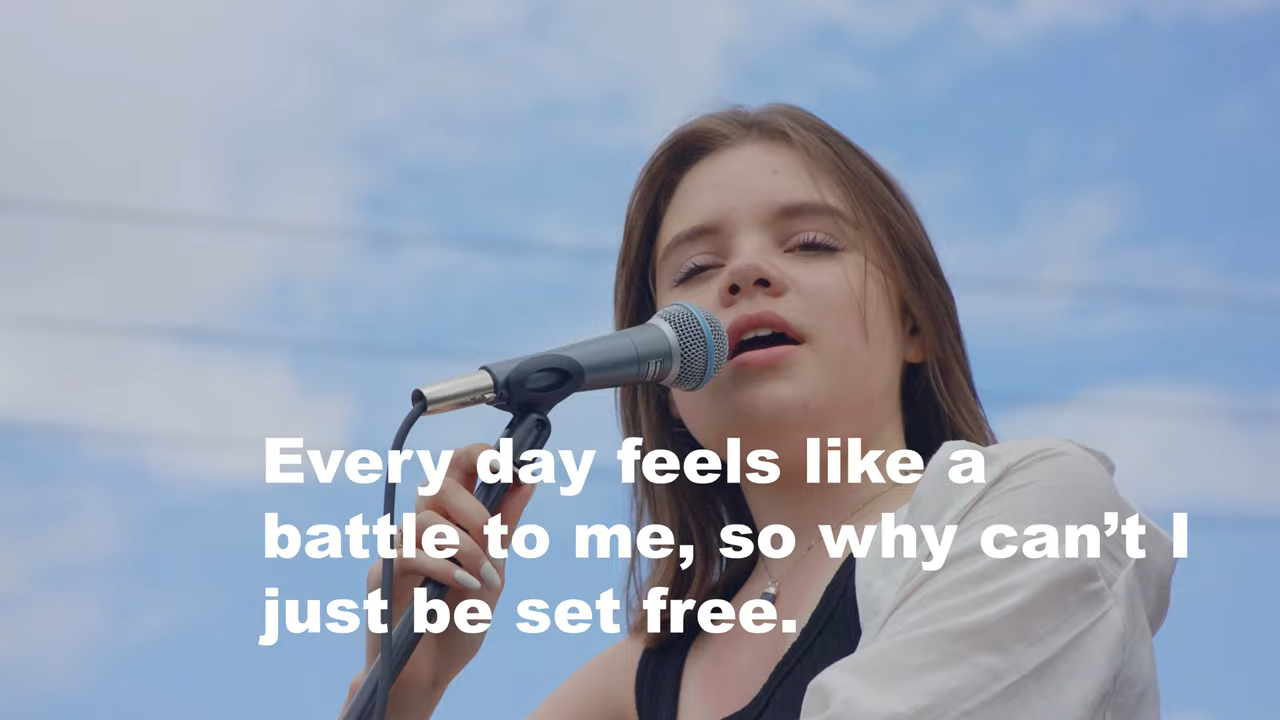 Every day feels like a
battle to me, so why can’t I
just be set free.